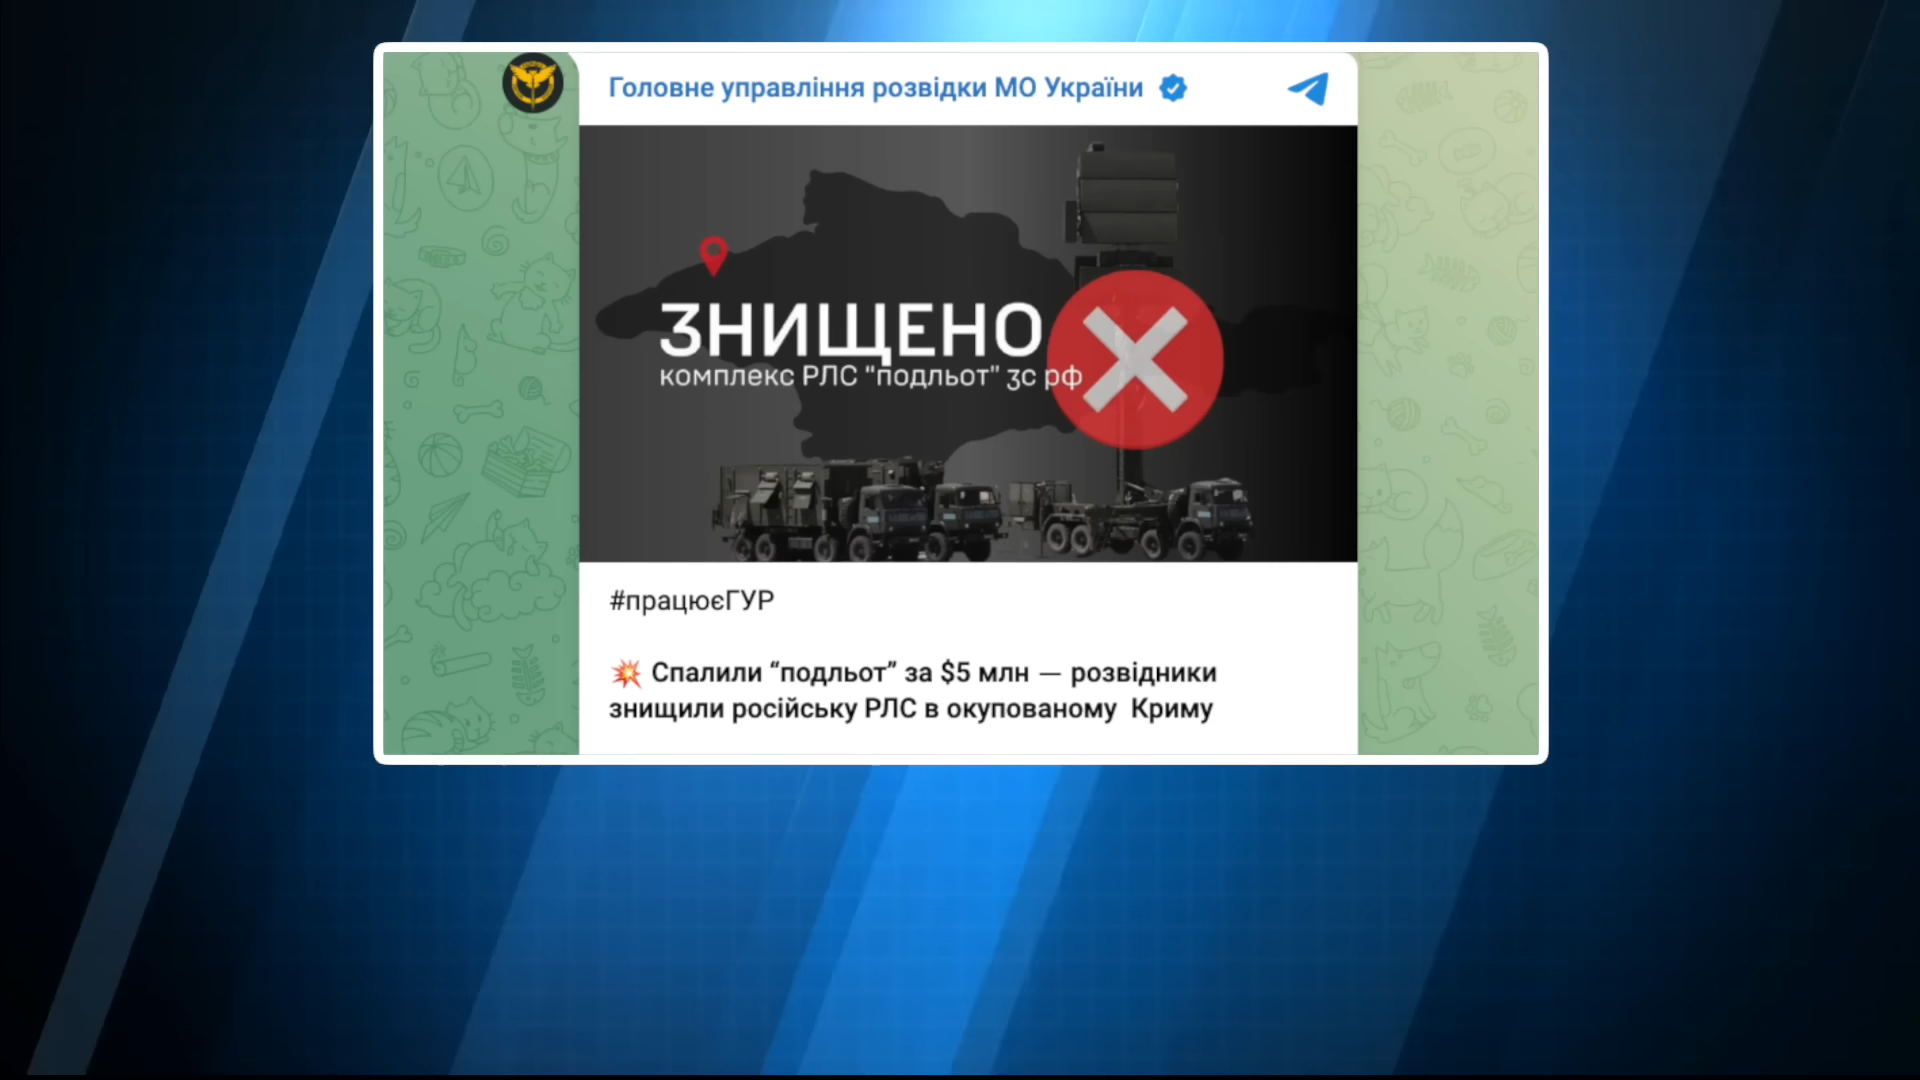 Головне управління розвідки МО України
ЗНИЩЕНО
комплекс РЛС “подльот” зс рф
#працюєГУР
💥 Спалили “подльот” за $5 млн — розвідники
знищили російську РЛС в окупованому Криму